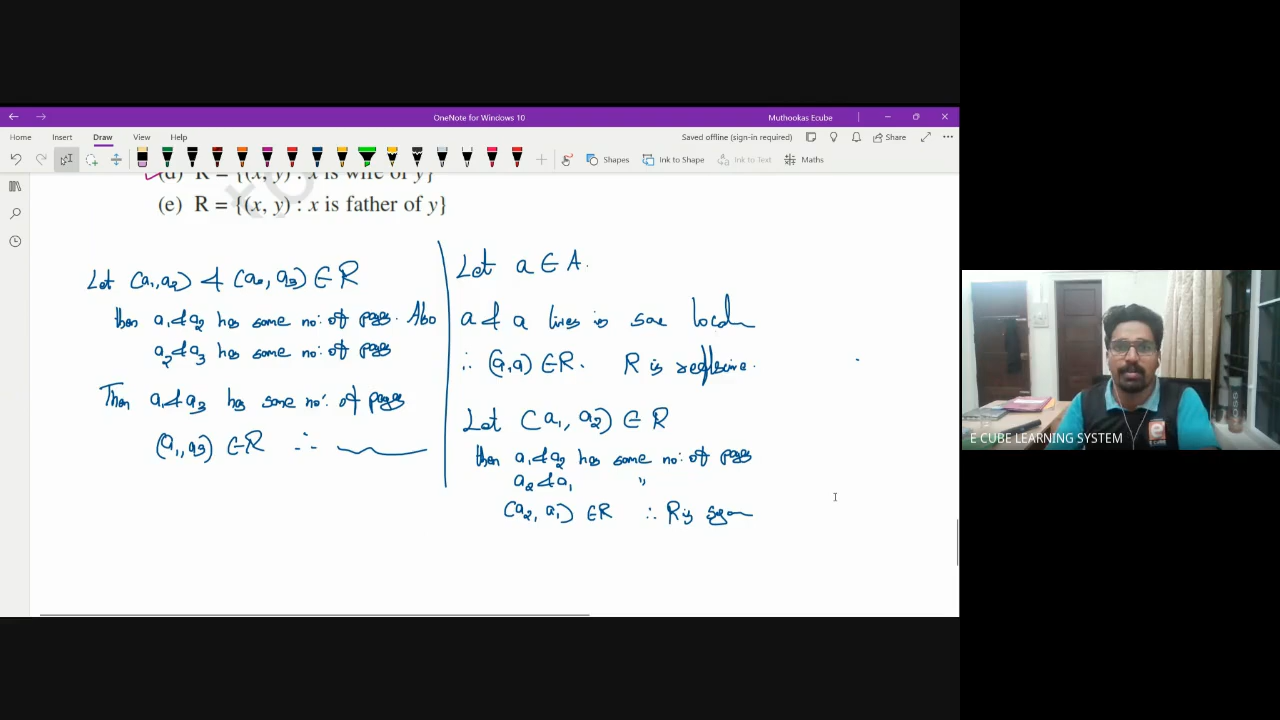 OneNote for Windows 10
Muthookas Ecube
Home Insert Draw View Help
Saved offline (sign-in required) Share
Shapes Ink to Shape Ink to Text Maths
(d) R = {(x, y) : x is wife of y}
(e) R = {(x, y) : x is father of y}
Let (a₁, a₂) & (a₂, a₃) ∈ R
then a₁ & a₂ has same no: of pages. Also
a₂ & a₃ has same no: of pages
Then a₁ & a₃ has same no: of pages
(a₁, a₃) ∈ R ∴
Let a ∈ A.
a & a lives in same
∴ (a, a) ∈ R. R is reflexive.
Let (a₁, a₂) ∈ R
then a₁ & a₂ has same no: of pages
a₂ & a₁ "
(a₂, a₁) ∈ R ∴ R is
E CUBE LEARNING SYSTEM